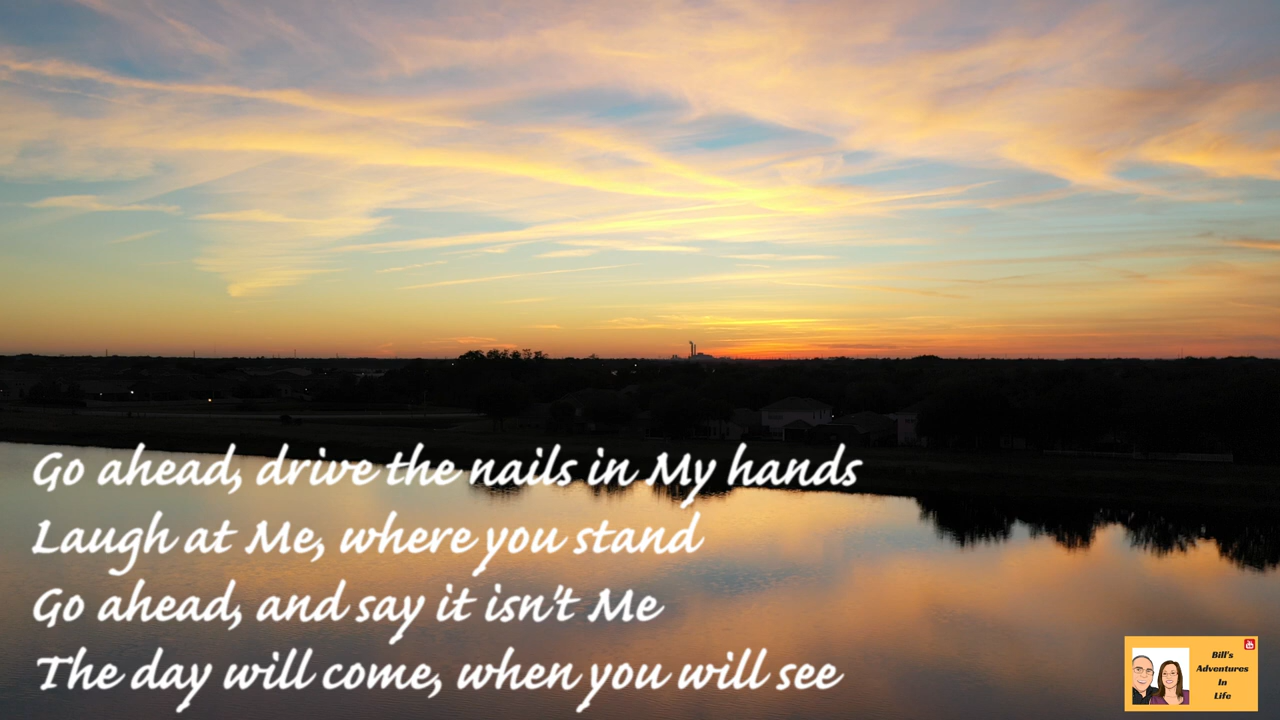 Go ahead, drive the nails in My hands
Laugh at Me, where you stand
Go ahead, and say it isn't Me
The day will come, when you will see
Bill's
Adventures
In
Life